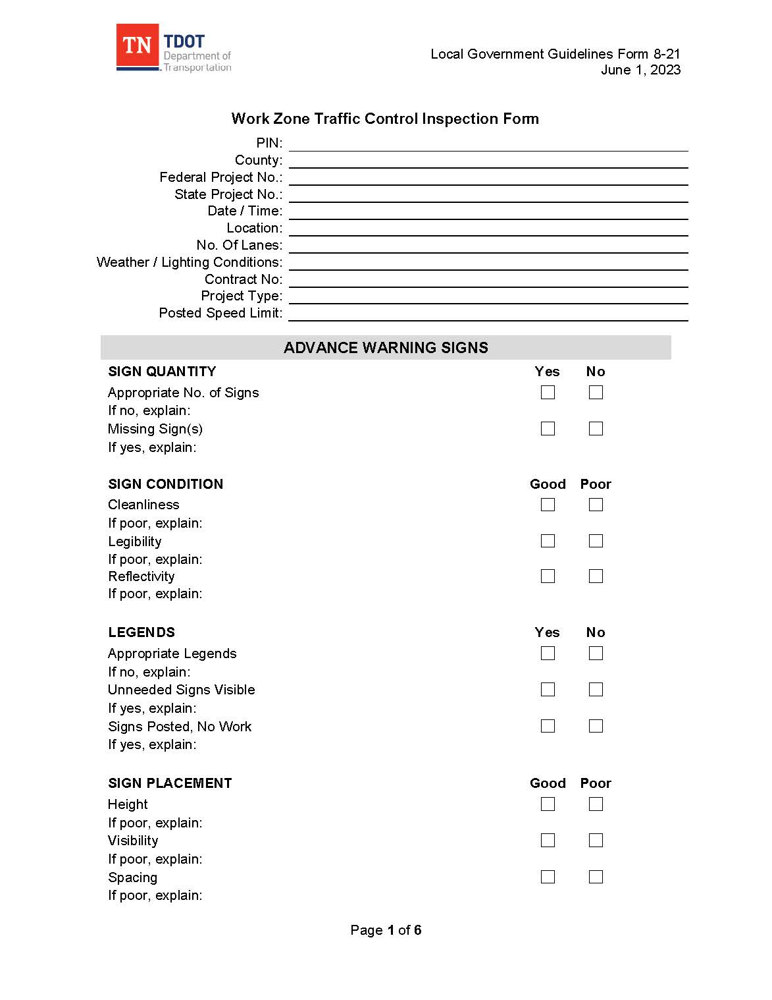 TN TDOT
Department of
Transportation
Local Government Guidelines Form 8-21
June 1, 2023
Work Zone Traffic Control Inspection Form
PIN:
County:
Federal Project No.:
State Project No.:
Date / Time:
Location:
No. Of Lanes:
Weather / Lighting Conditions:
Contract No:
Project Type:
Posted Speed Limit:
ADVANCE WARNING SIGNS
SIGN QUANTITY Yes No
Appropriate No. of Signs
If no, explain:
Missing Sign(s)
If yes, explain:
SIGN CONDITION Good Poor
Cleanliness
If poor, explain:
Legibility
If poor, explain:
Reflectivity
If poor, explain:
LEGENDS Yes No
Appropriate Legends
If no, explain:
Unneeded Signs Visible
If yes, explain:
Signs Posted, No Work
If yes, explain:
SIGN PLACEMENT Good Poor
Height
If poor, explain:
Visibility
If poor, explain:
Spacing
If poor, explain:
Page 1 of 6